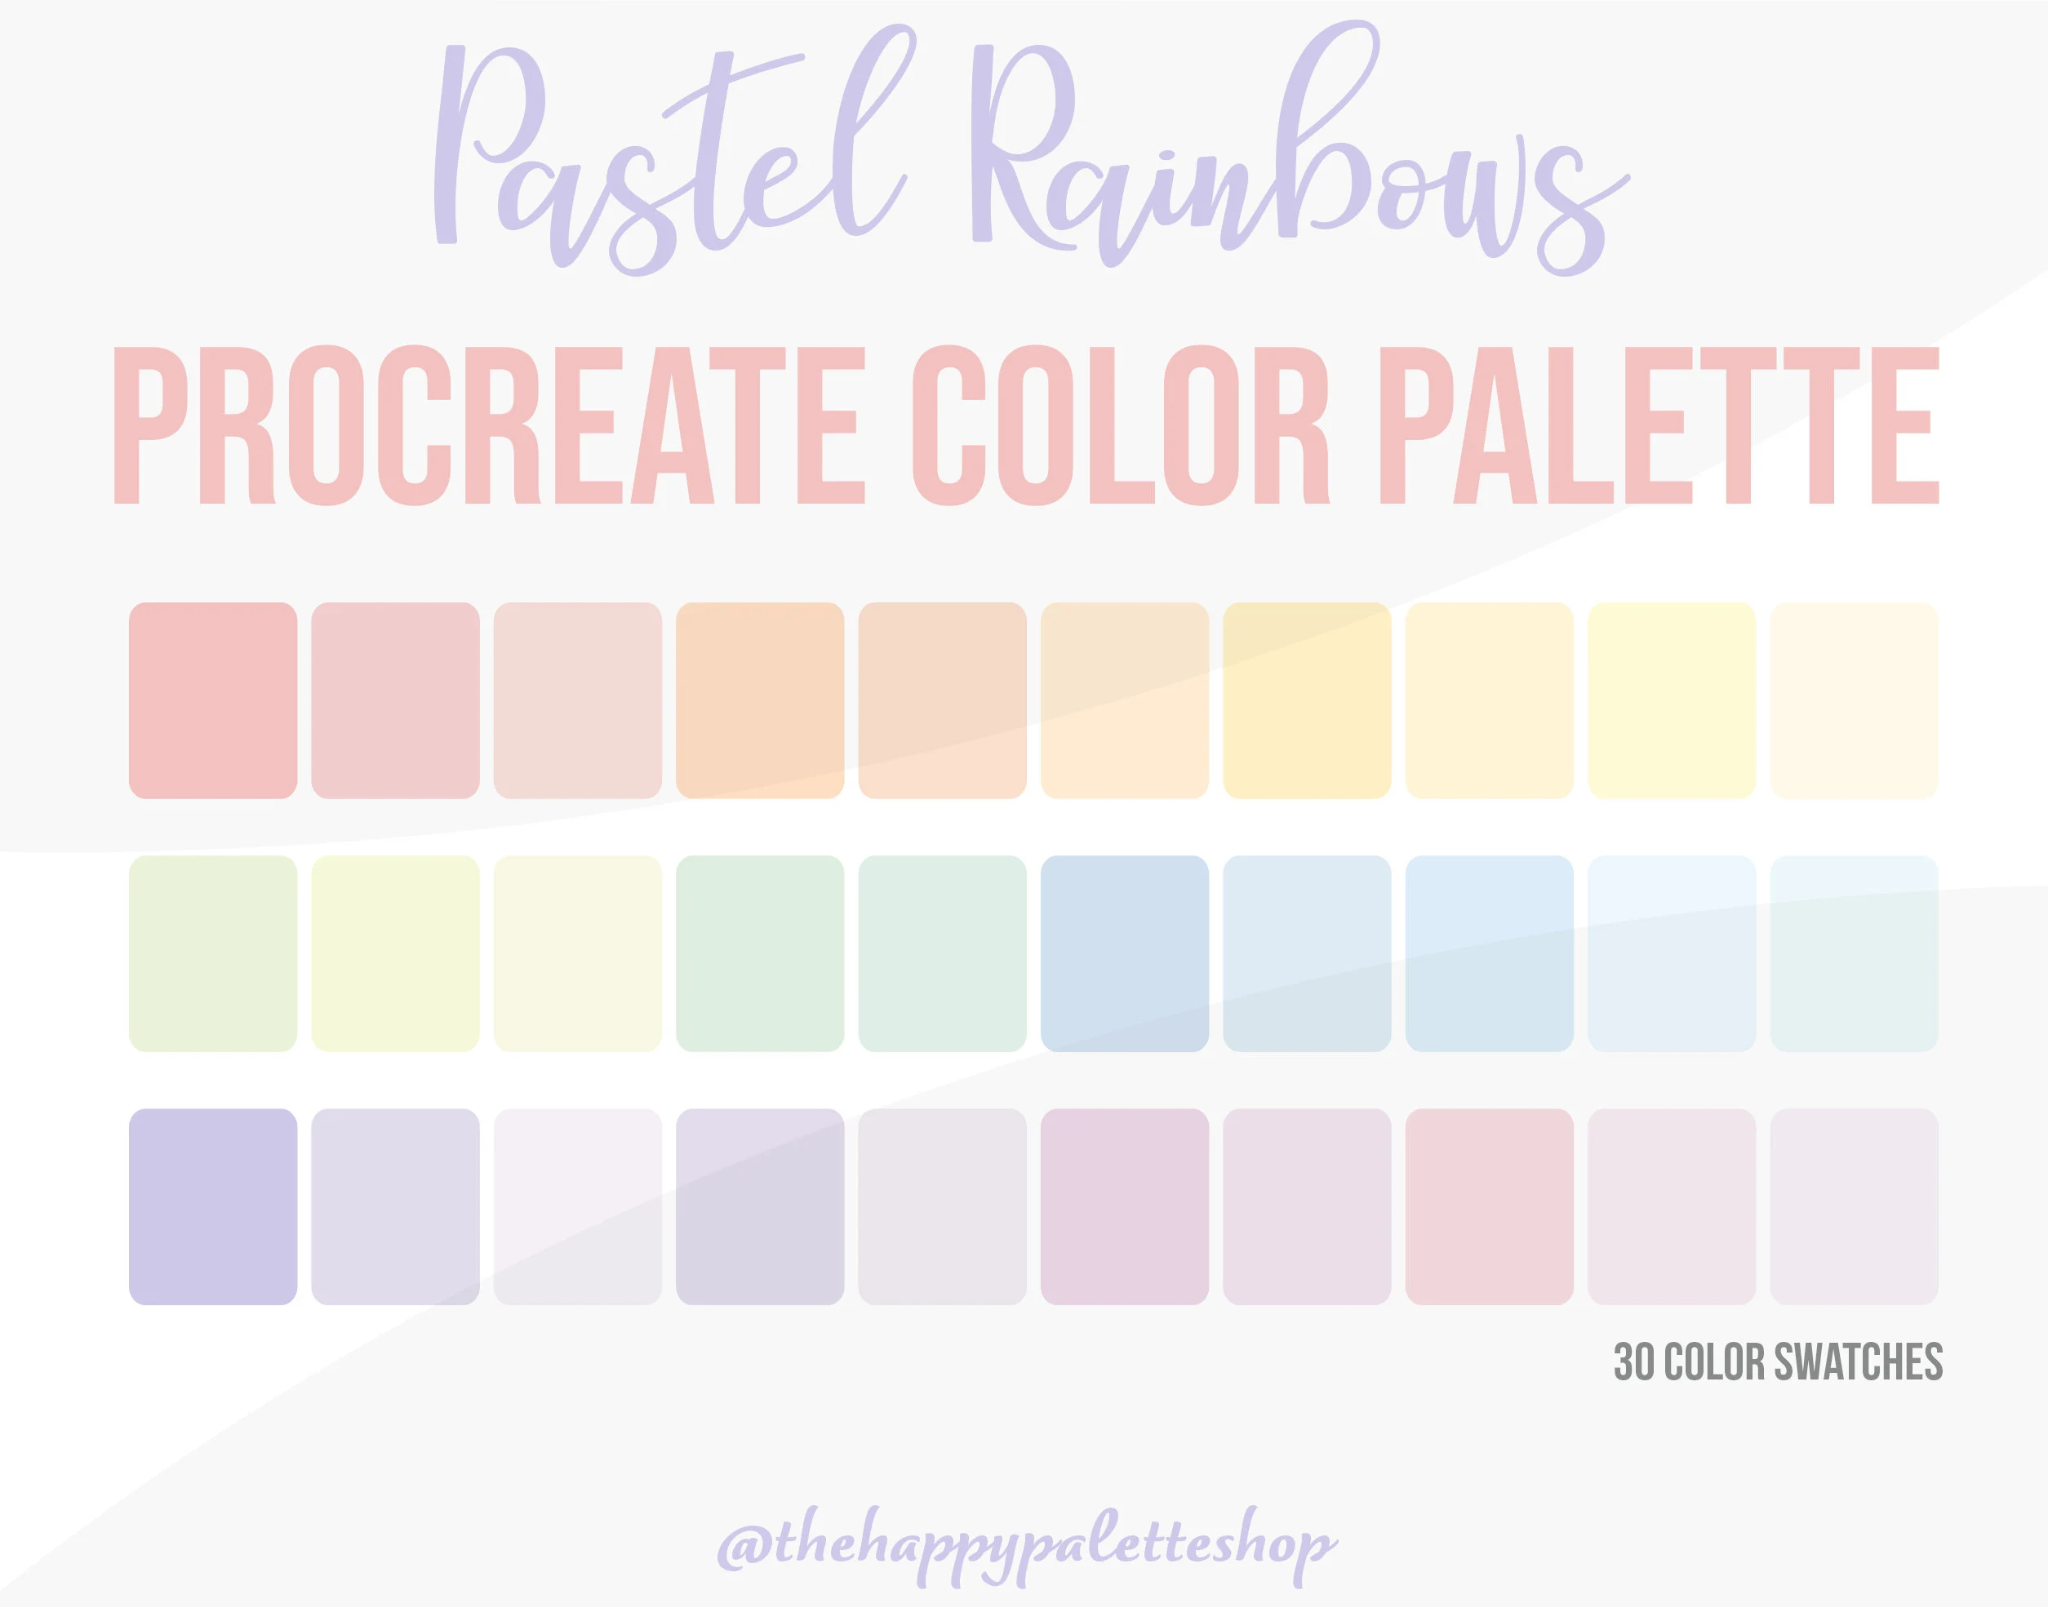 Pastel Rainbows
PROCREATE COLOR PALETTE
30 COLOR SWATCHES
@thehappypaletteshop